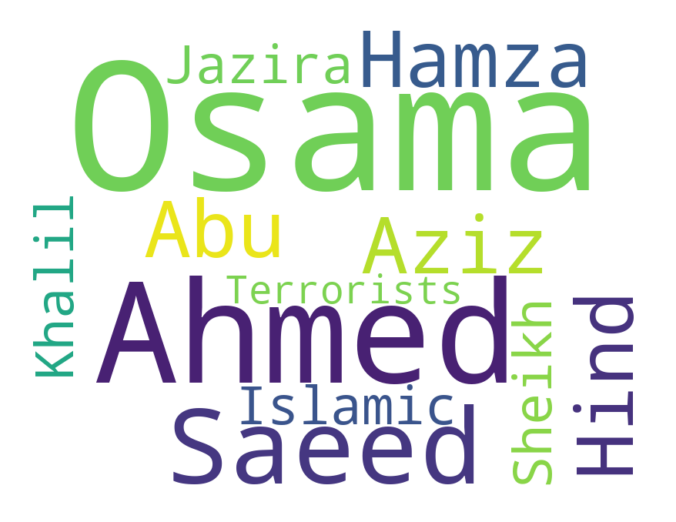 Jazira
Hamza
Osama
Khalil
Abu
Aziz
Terrorists
Ahmed
Hind
Sheikh
Islamic
Saeed